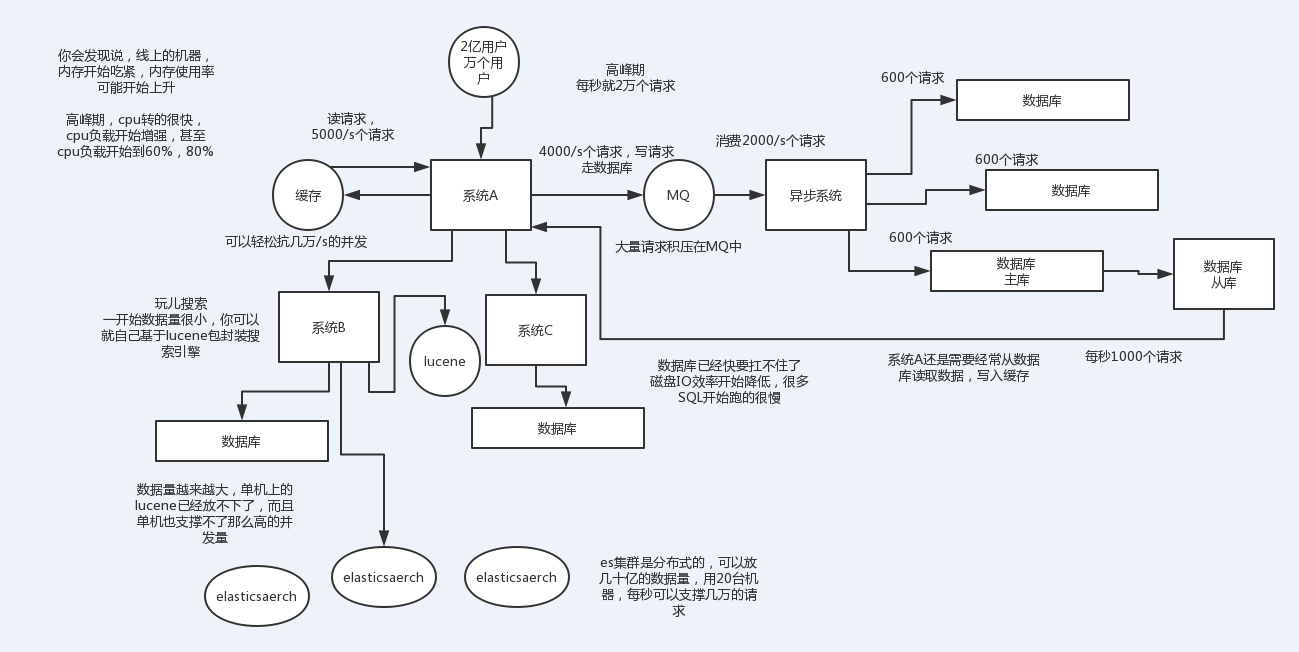 你会发现说，线上的机器，
内存开始吃紧，内存使用率
可能开始上升
高峰期，cpu转的很快，
cpu负载开始增强，甚至
cpu负载开始到60%，80%
2亿用户
万个用
户
高峰期
每秒就2万个请求
读请求，
5000/s个请求
缓存
可以轻松抗几万/s的并发
系统A
4000/s个请求，写请求
走数据库
MQ
大量请求积压在MQ中
消费2000/s个请求
异步系统
600个请求
数据库
600个请求
数据库
600个请求
数据库
主库
数据库
从库
每秒1000个请求
系统A还是需要经常从数据
库读取数据，写入缓存
数据库已经快要扛不住了
磁盘IO效率开始降低，很多
SQL开始跑的很慢
玩儿搜索
一开始数据量很小，你可以
就自己基于lucene包封装搜
索引擎
系统B
lucene
系统C
数据库
数据库
数据量越来越大，单机上的
lucene已经放不下了，而且
单机也支撑不了那么高的并
发量
elasticsaerch
elasticsaerch
elasticsaerch
es集群是分布式的，可以放
几十亿的数据量，用20台机
器，每秒可以支撑几万的请
求